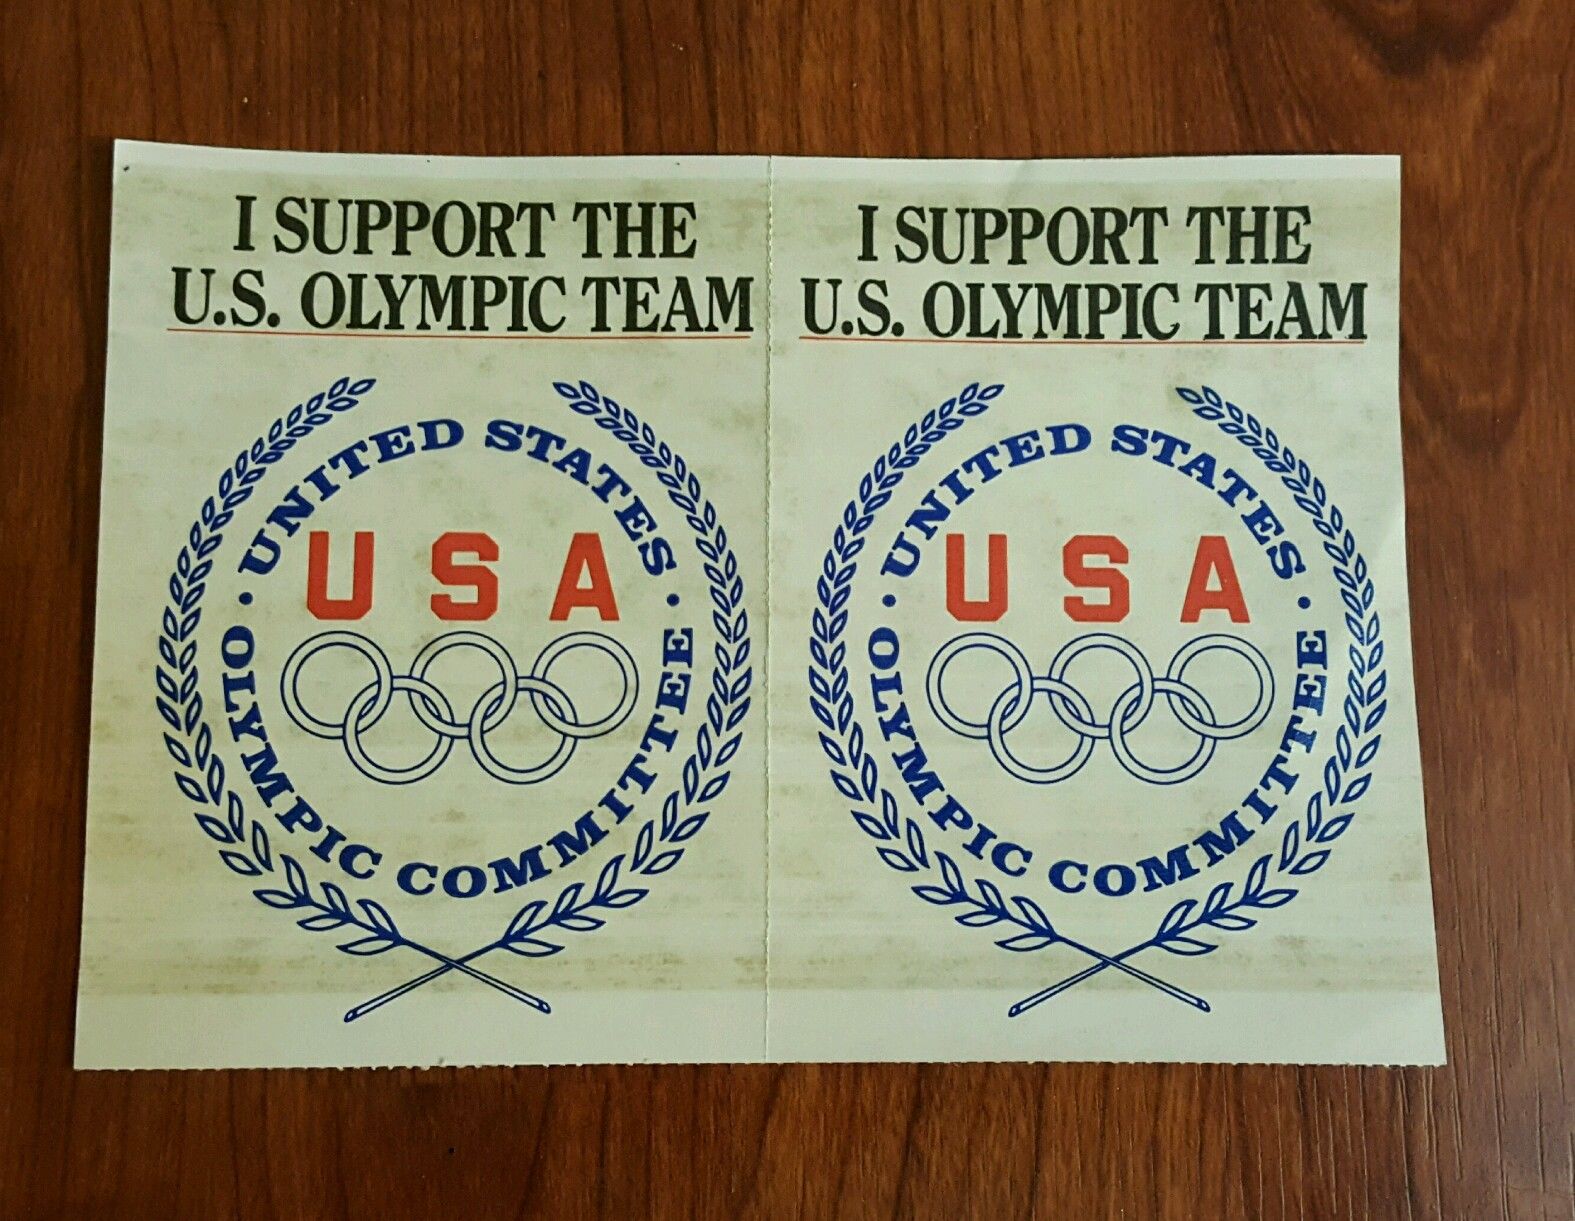 I SUPPORT THE
U.S. OLYMPIC TEAM
· UNITED STATES ·
OLYMPIC COMMITTEE
USA
I SUPPORT THE
U.S. OLYMPIC TEAM
· UNITED STATES ·
OLYMPIC COMMITTEE
USA